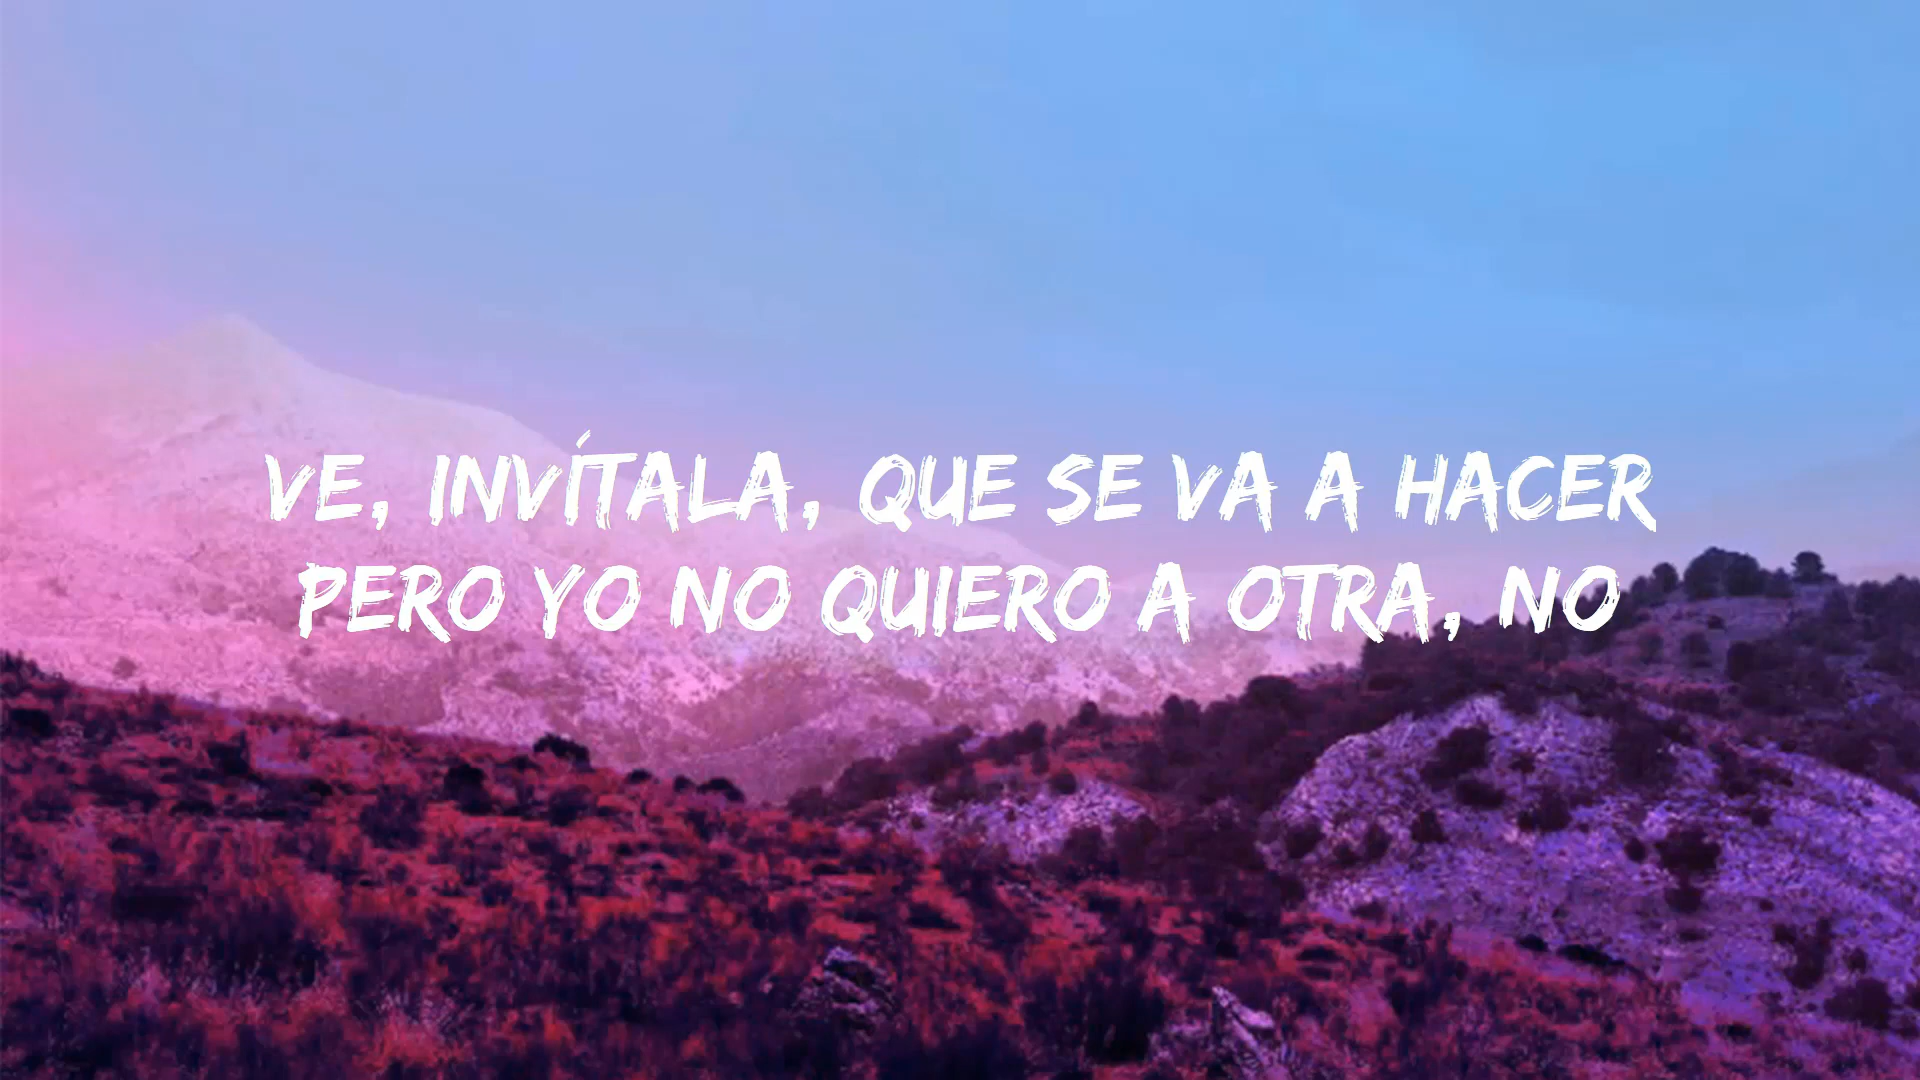 VE, INVÍTALA, QUE SE VA A HACER
PERO YO NO QUIERO A OTRA, NO